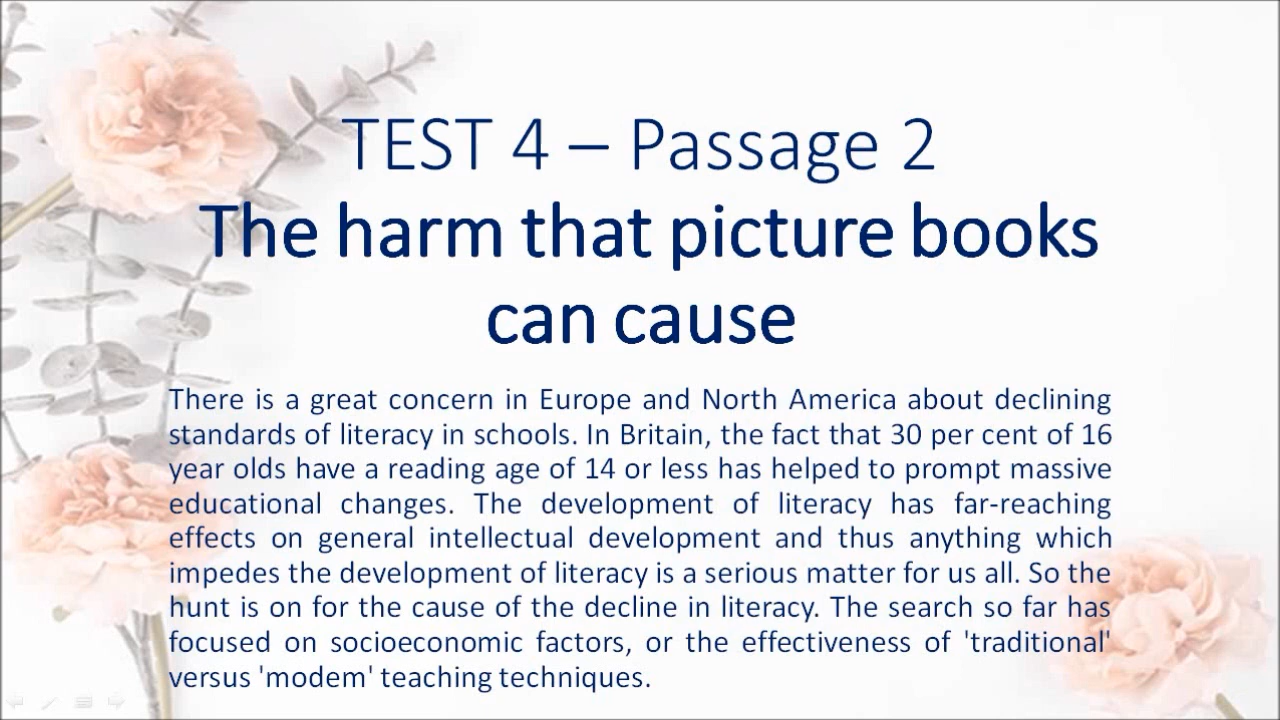 TEST 4 – Passage 2
The harm that picture books
can cause
There is a great concern in Europe and North America about declining
standards of literacy in schools. In Britain, the fact that 30 per cent of 16
year olds have a reading age of 14 or less has helped to prompt massive
educational changes. The development of literacy has far-reaching
effects on general intellectual development and thus anything which
impedes the development of literacy is a serious matter for us all. So the
hunt is on for the cause of the decline in literacy. The search so far has
focused on socioeconomic factors, or the effectiveness of 'traditional'
versus 'modem' teaching techniques.